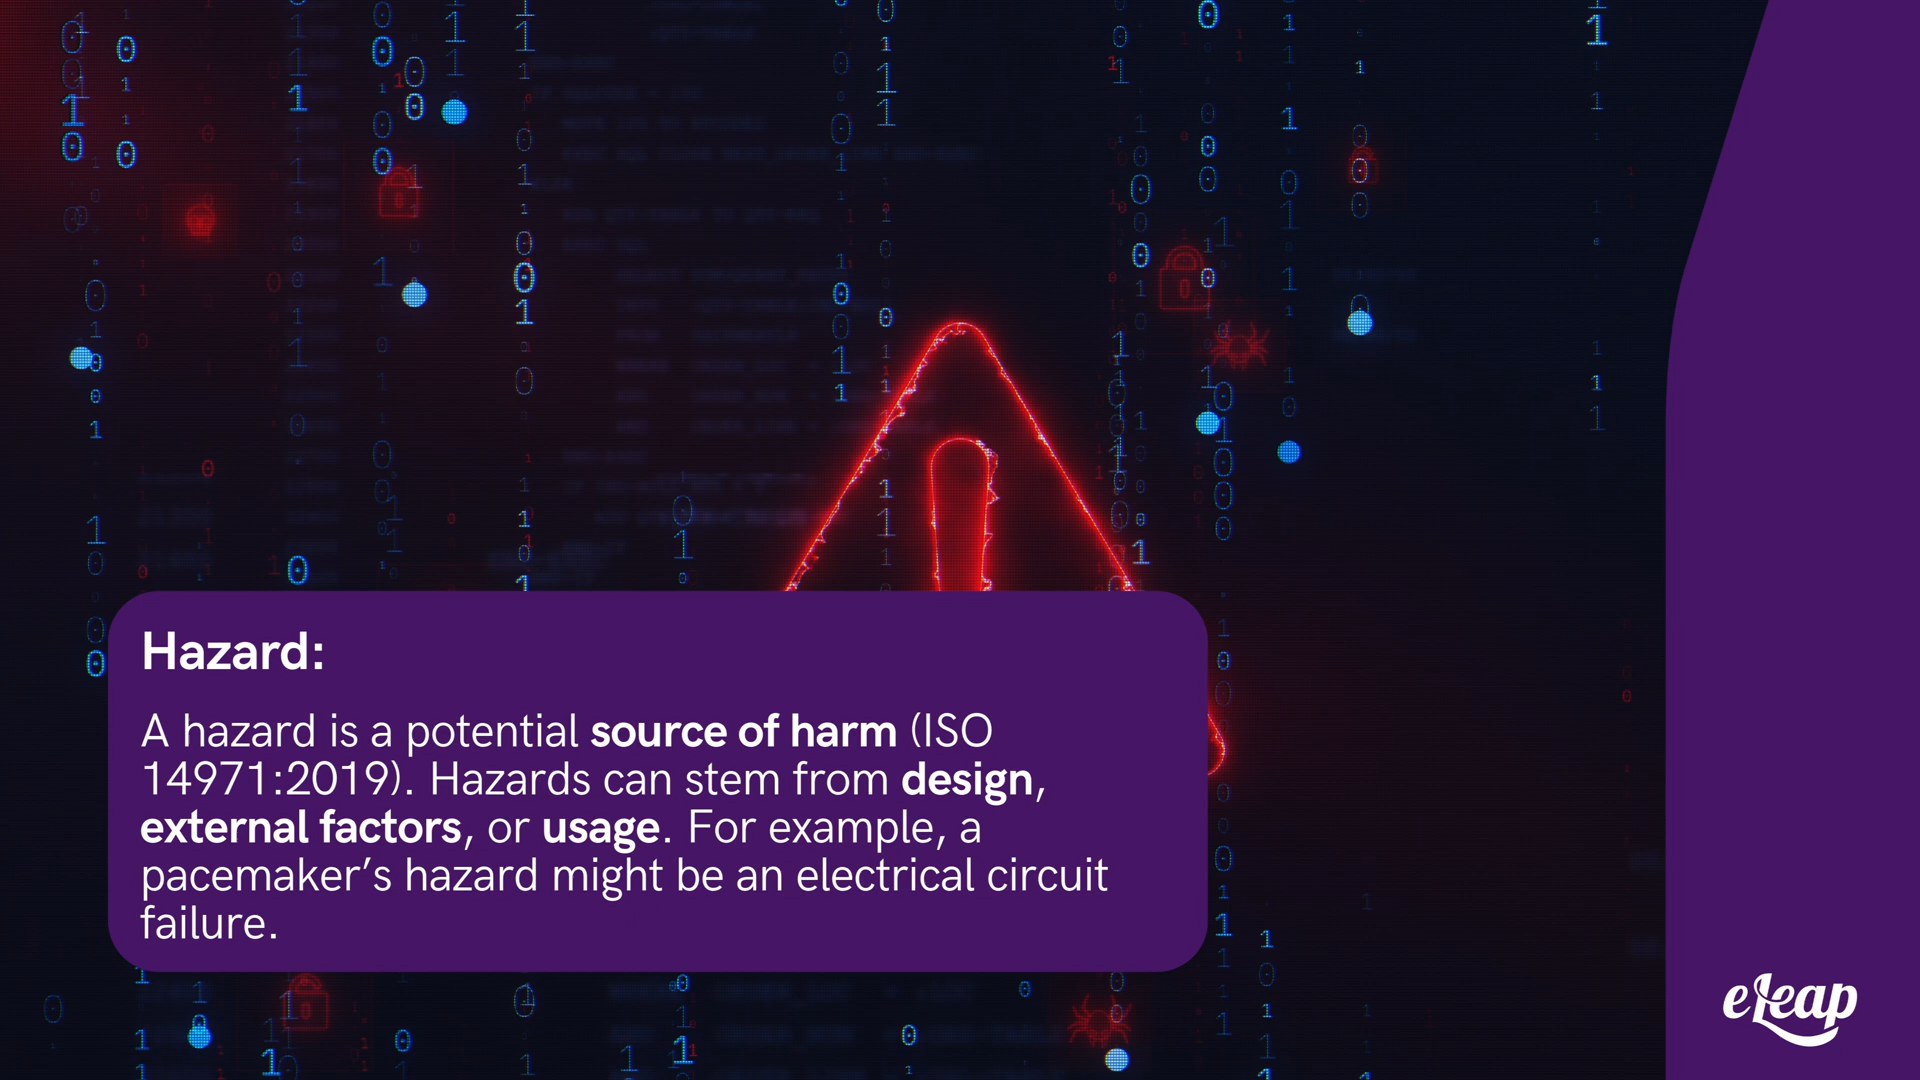 Hazard:
A hazard is a potential source of harm (ISO
14971:2019). Hazards can stem from design,
external factors, or usage. For example, a
pacemaker’s hazard might be an electrical circuit
failure.
eLeap